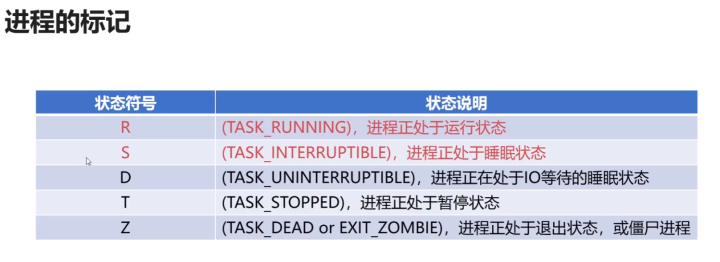 进程的标记
状态符号 状态说明
R (TASK_RUNNING)，进程正处于运行状态
S (TASK_INTERRUPTIBLE)，进程正处于睡眠状态
D (TASK_UNINTERRUPTIBLE)，进程正在处于IO等待的睡眠状态
T (TASK_STOPPED)，进程正处于暂停状态
Z (TASK_DEAD or EXIT_ZOMBIE)，进程正处于退出状态，或僵尸进程